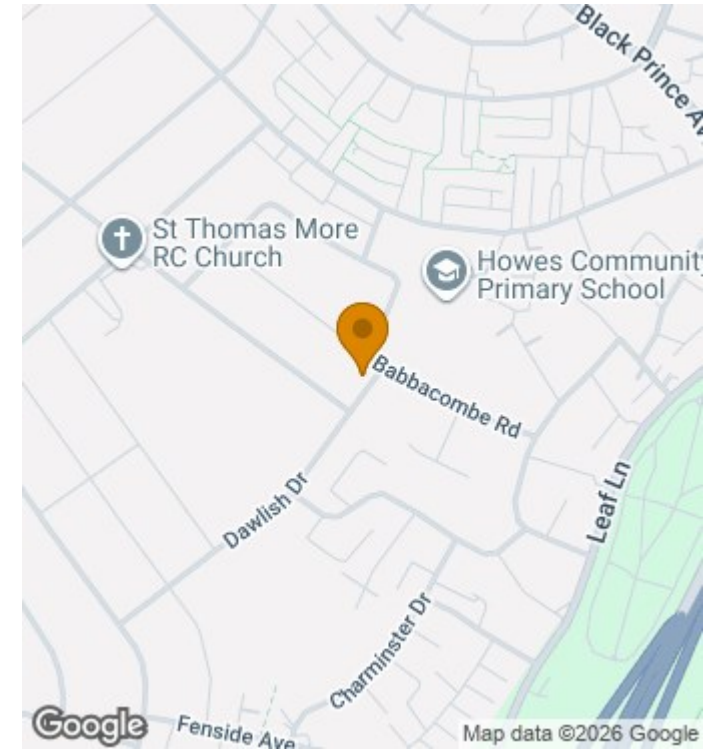 Black Prince Av
St Thomas More
RC Church
Howes Community
Primary School
Babbacombe Rd
Leaf Ln
Dawlish Dr
Charminster Dr
Fenside Ave
Google
Map data ©2026 Google